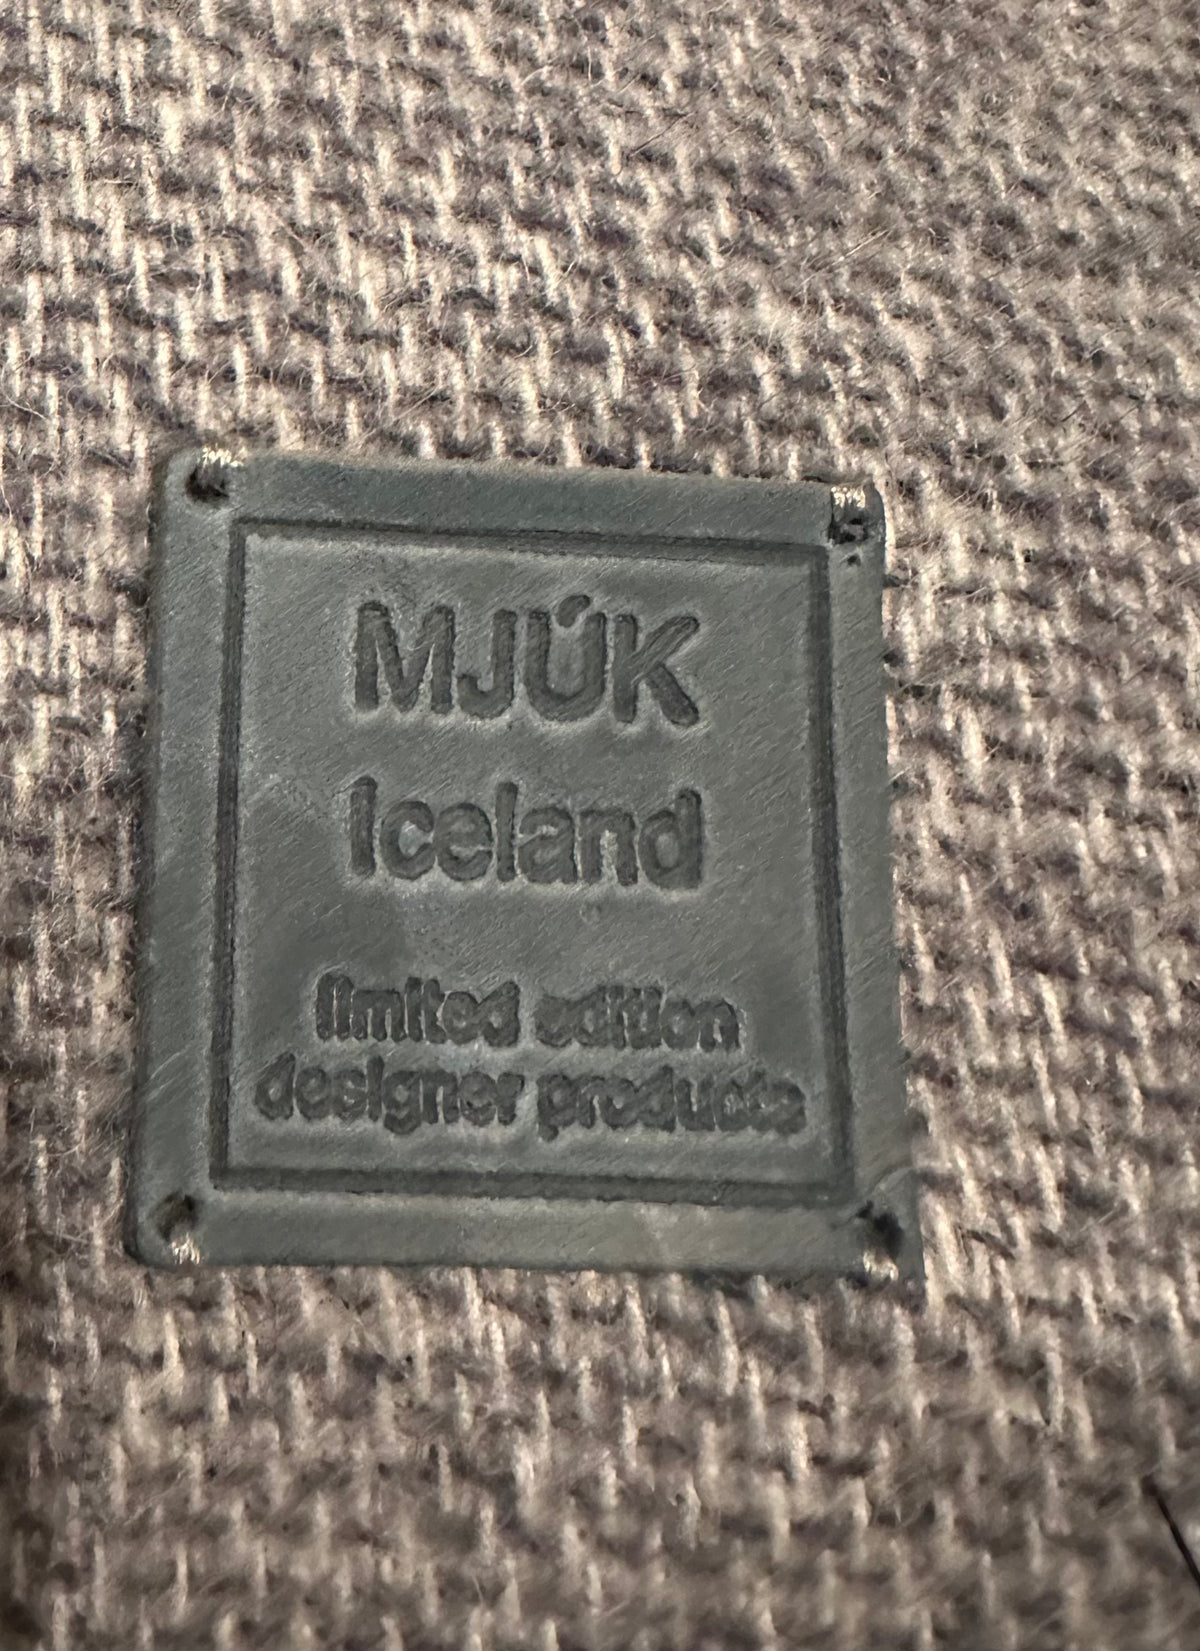 MJÚK
Iceland
limited edition
designer products